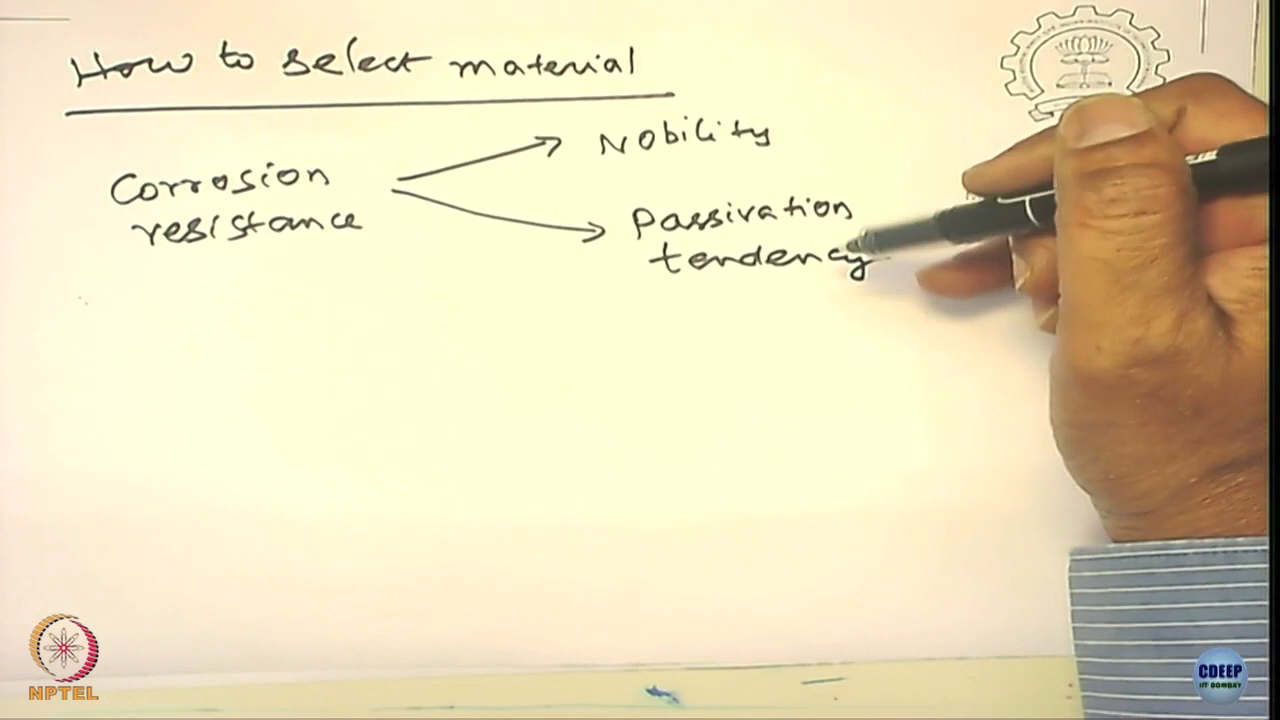 How to select material
Corrosion
resistance
Nobility
Passivation
tendency
NPTEL
CDEEP
IIT BOMBAY